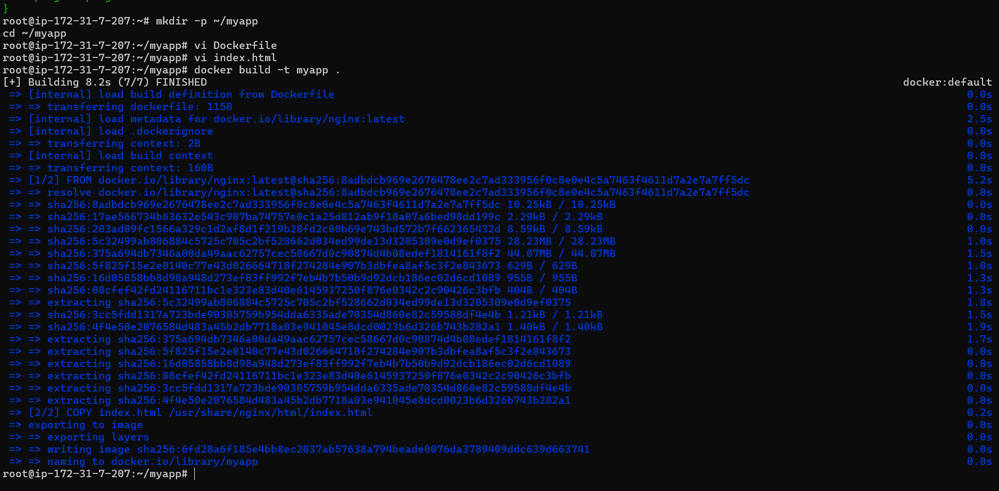 }
root@ip-172-31-7-207:~# mkdir -p ~/myapp
cd ~/myapp
root@ip-172-31-7-207:~/myapp# vi Dockerfile
root@ip-172-31-7-207:~/myapp# vi index.html
root@ip-172-31-7-207:~/myapp# docker build -t myapp .
[+] Building 8.2s (7/7) FINISHED docker:default
=> [internal] load build definition from Dockerfile 0.0s
=> => transferring dockerfile: 115B 0.0s
=> [internal] load metadata for docker.io/library/nginx:latest 2.5s
=> [internal] load .dockerignore 0.0s
=> => transferring context: 2B 0.0s
=> [internal] load build context 0.0s
=> => transferring context: 160B 0.0s
=> [1/2] FROM docker.io/library/nginx:latest@sha256:8adbdcb969e2676478ee2c7ad333956f0c8e0e4c5a7463f4611d7a2e7a7ff5dc 5.2s
=> => resolve docker.io/library/nginx:latest@sha256:8adbdcb969e2676478ee2c7ad333956f0c8e0e4c5a7463f4611d7a2e7a7ff5dc 0.0s
=> => sha256:8adbdcb969e2676478ee2c7ad333956f0c8e0e4c5a7463f4611d7a2e7a7ff5dc 10.25kB / 10.25kB 0.0s
=> => sha256:17ae566734b63632e543c907ba74757e0c1a25d812ab9f10a07a6bed98dd199c 2.29kB / 2.29kB 0.0s
=> => sha256:203ad09fc1566a329c1d2af8d1f219b28fd2c00b69e743bd572b7f662365432d 8.59kB / 8.59kB 0.0s
=> => sha256:5c32499ab806884c5725c705c2bf528662d034ed99de13d3205309e0d9ef0375 28.23MB / 28.23MB 1.0s
=> => sha256:375a694db7346a00da49aac62757cec58667d0c90874d4b08edef1814161f8f2 44.07MB / 44.07MB 1.5s
=> => sha256:5f825f15e2e0140c77e43d026664718f274284e907b3dbfea8af5c3f2e843673 629B / 629B 1.0s
=> => sha256:16d05858bb8d98a948d273ef83ff992f7eb4b7b50b9d92dcb186ec02d6cd1089 955B / 955B 1.3s
=> => sha256:08cfef42fd24116711bc1e323e83d40e6145937250f876e0342c2c90426c3bfb 404B / 404B 1.3s
=> => extracting sha256:5c32499ab806884c5725c705c2bf528662d034ed99de13d3205309e0d9ef0375 1.8s
=> => sha256:3cc5fdd1317a723bde90305759b954dda6335ade70354d860e82c59588df4e4b 1.21kB / 1.21kB 1.5s
=> => sha256:4f4e50e2076584d483a45b2db7718a03e941045e8dcd0023b6d326b743b282a1 1.40kB / 1.40kB 1.9s
=> => extracting sha256:375a694db7346a00da49aac62757cec58667d0c90874d4b08edef1814161f8f2 1.7s
=> => extracting sha256:5f825f15e2e0140c77e43d026664718f274284e907b3dbfea8af5c3f2e843673 0.0s
=> => extracting sha256:16d05858bb8d98a948d273ef83ff992f7eb4b7b50b9d92dcb186ec02d6cd1089 0.0s
=> => extracting sha256:08cfef42fd24116711bc1e323e83d40e6145937250f876e0342c2c90426c3bfb 0.0s
=> => extracting sha256:3cc5fdd1317a723bde90305759b954dda6335ade70354d860e82c59588df4e4b 0.0s
=> => extracting sha256:4f4e50e2076584d483a45b2db7718a03e941045e8dcd0023b6d326b743b282a1 0.0s
=> [2/2] COPY index.html /usr/share/nginx/html/index.html 0.2s
=> exporting to image 0.0s
=> => exporting layers 0.0s
=> => writing image sha256:6fd28a6f185e4bb8ec2037ab57638a794beade0076da3789409ddc639d663741 0.0s
=> => naming to docker.io/library/myapp 0.0s
root@ip-172-31-7-207:~/myapp#